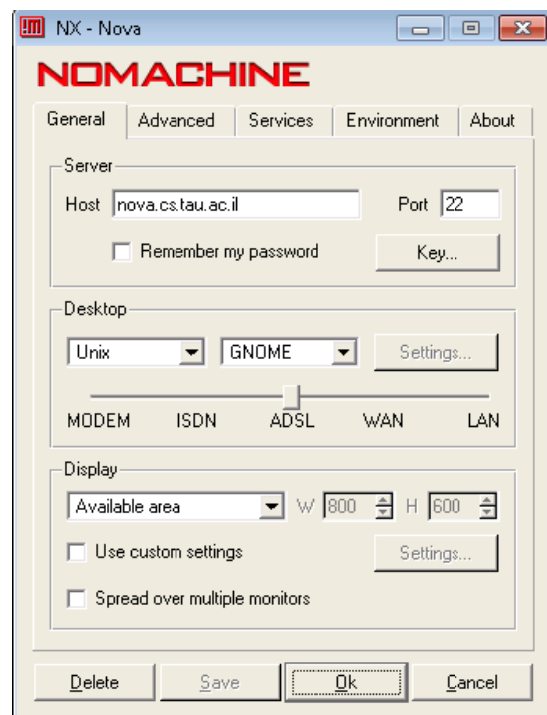 NX - Nova
NOMACHINE
General Advanced Services Environment About
Server
Host nova.cs.tau.ac.il Port 22
Remember my password Key...
Desktop
Unix GNOME Settings...
MODEM ISDN ADSL WAN LAN
Display
Available area W 800 H 600
Use custom settings Settings...
Spread over multiple monitors
Delete Save Ok Cancel